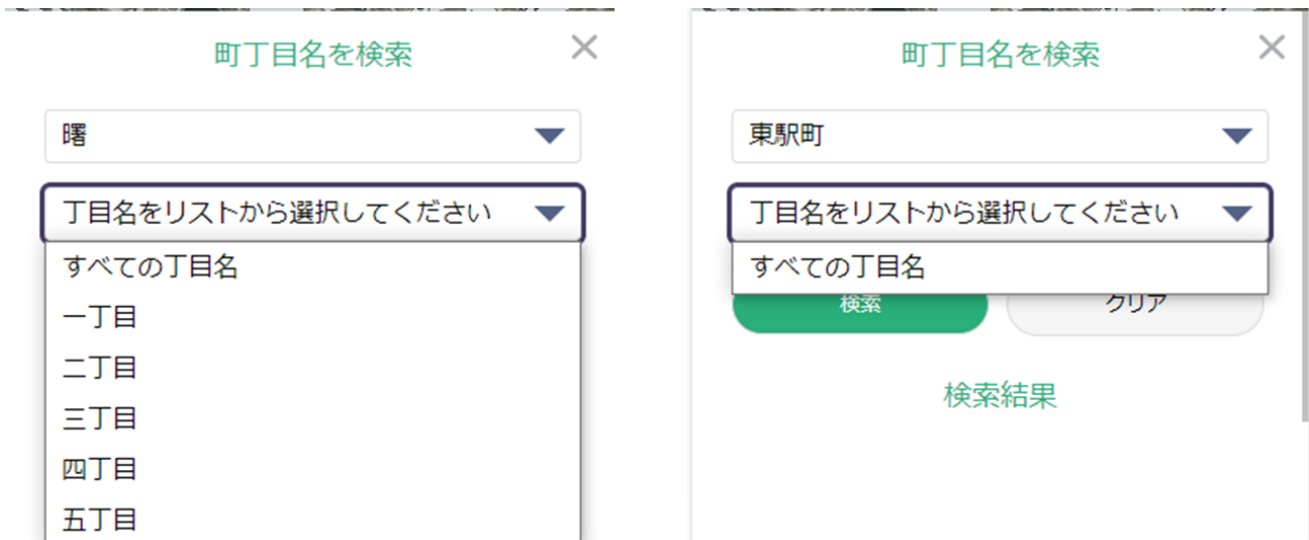 町丁目名を検索
曙
丁目名をリストから選択してください
すべての丁目名
一丁目
二丁目
三丁目
四丁目
五丁目
町丁目名を検索
東駅町
丁目名をリストから選択してください
すべての丁目名
検索
クリア
検索結果